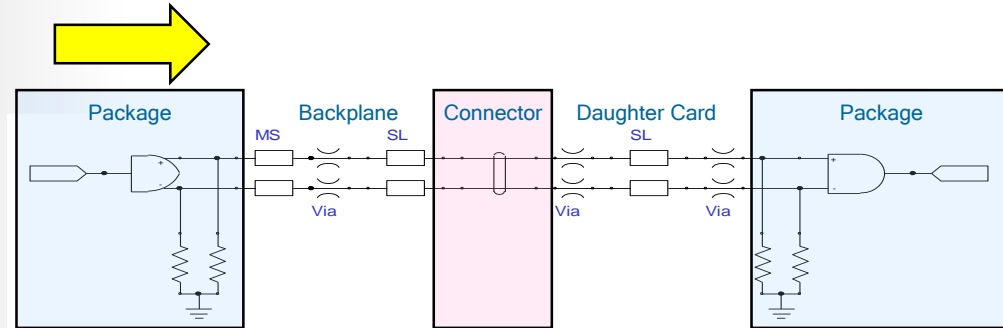 Package Backplane Connector Daughter Card Package
MS SL SL
+ +
- -
Via Via Via